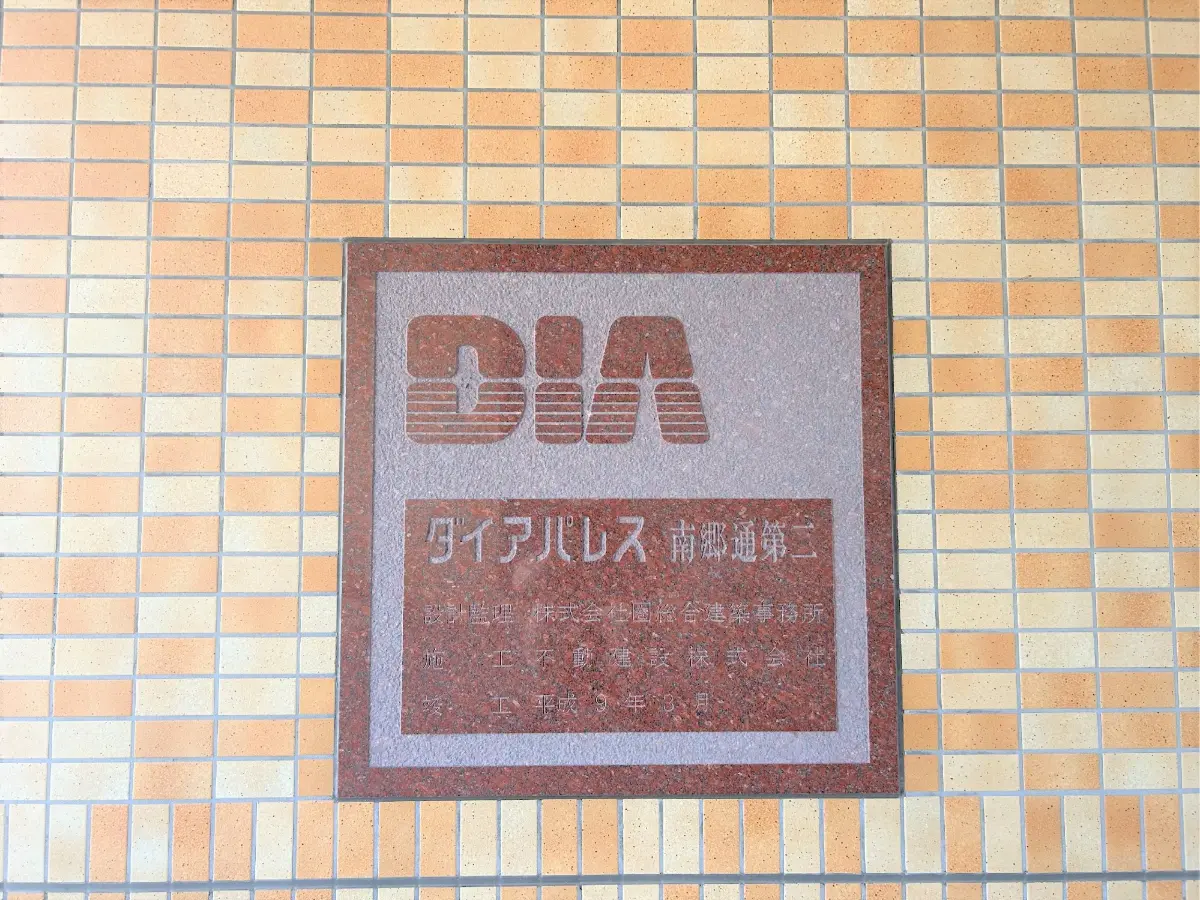 DIA
ダイアパレス 南郷通第二
設計監理 株式会社圓総合建築事務所
施工 不動建設株式会社
竣工 平成9年3月